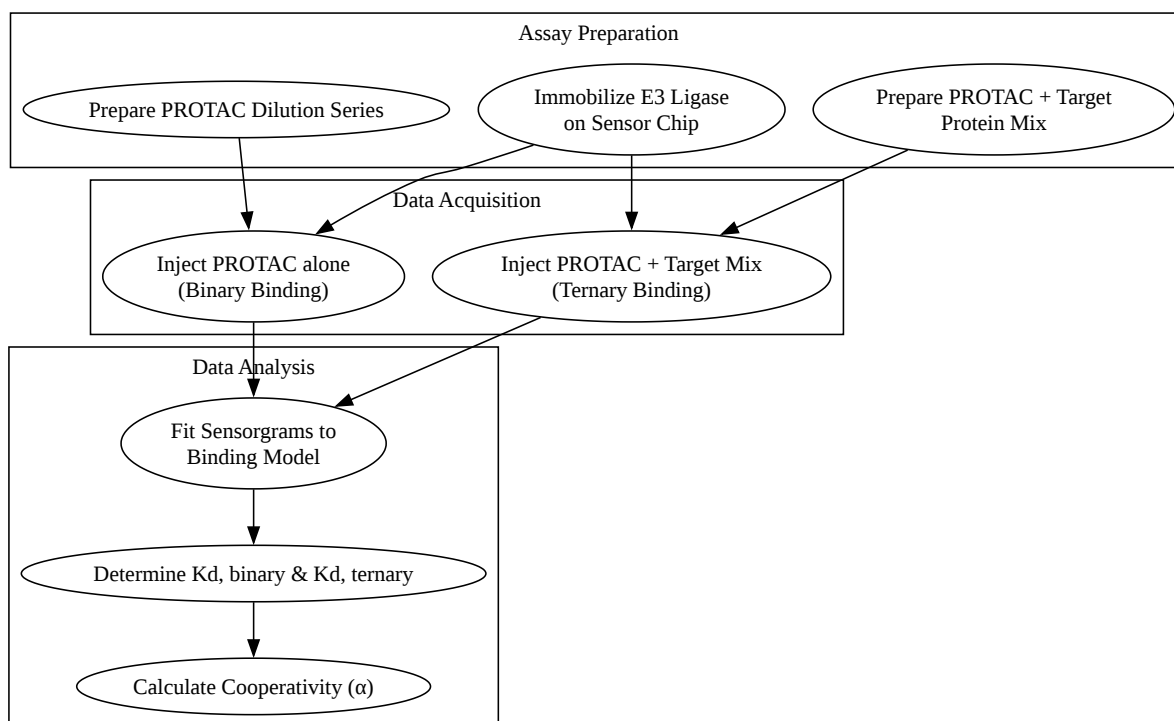 Assay Preparation
Prepare PROTAC Dilution Series
Immobilize E3 Ligase
on Sensor Chip
Prepare PROTAC + Target
Protein Mix
Data Acquisition
Inject PROTAC alone
(Binary Binding)
Inject PROTAC + Target Mix
(Ternary Binding)
Data Analysis
Fit Sensorgrams to
Binding Model
Determine Kd, binary & Kd, ternary
Calculate Cooperativity (α)